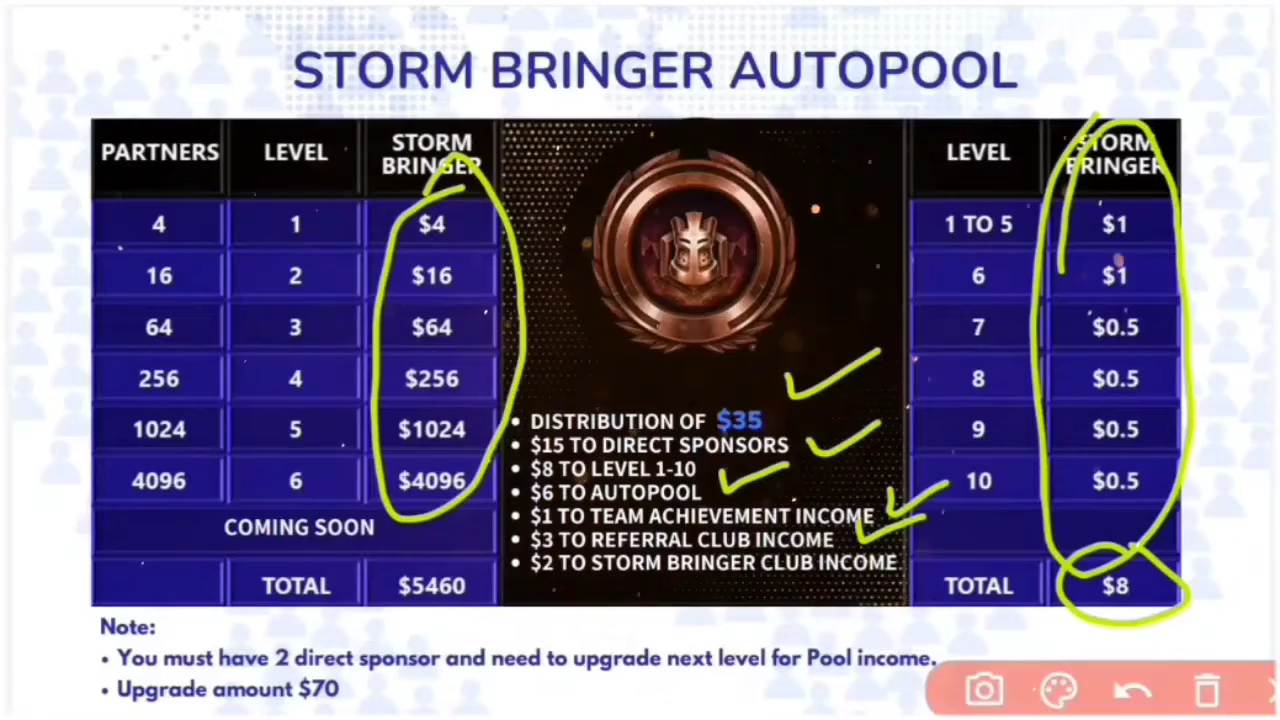 STORM BRINGER AUTOPOOL
PARTNERS LEVEL STORM BRINGER
4 1 $4
16 2 $16
64 3 $64
256 4 $256
1024 5 $1024
4096 6 $4096
COMING SOON
TOTAL $5460
• DISTRIBUTION OF $35
• $15 TO DIRECT SPONSORS
• $8 TO LEVEL 1-10
• $6 TO AUTOPOOL
• $1 TO TEAM ACHIEVEMENT INCOME
• $3 TO REFERRAL CLUB INCOME
• $2 TO STORM BRINGER CLUB INCOME
LEVEL STORM BRINGER
1 TO 5 $1
6 $1
7 $0.5
8 $0.5
9 $0.5
10 $0.5
TOTAL $8
Note:
• You must have 2 direct sponsor and need to upgrade next level for Pool income.
• Upgrade amount $70